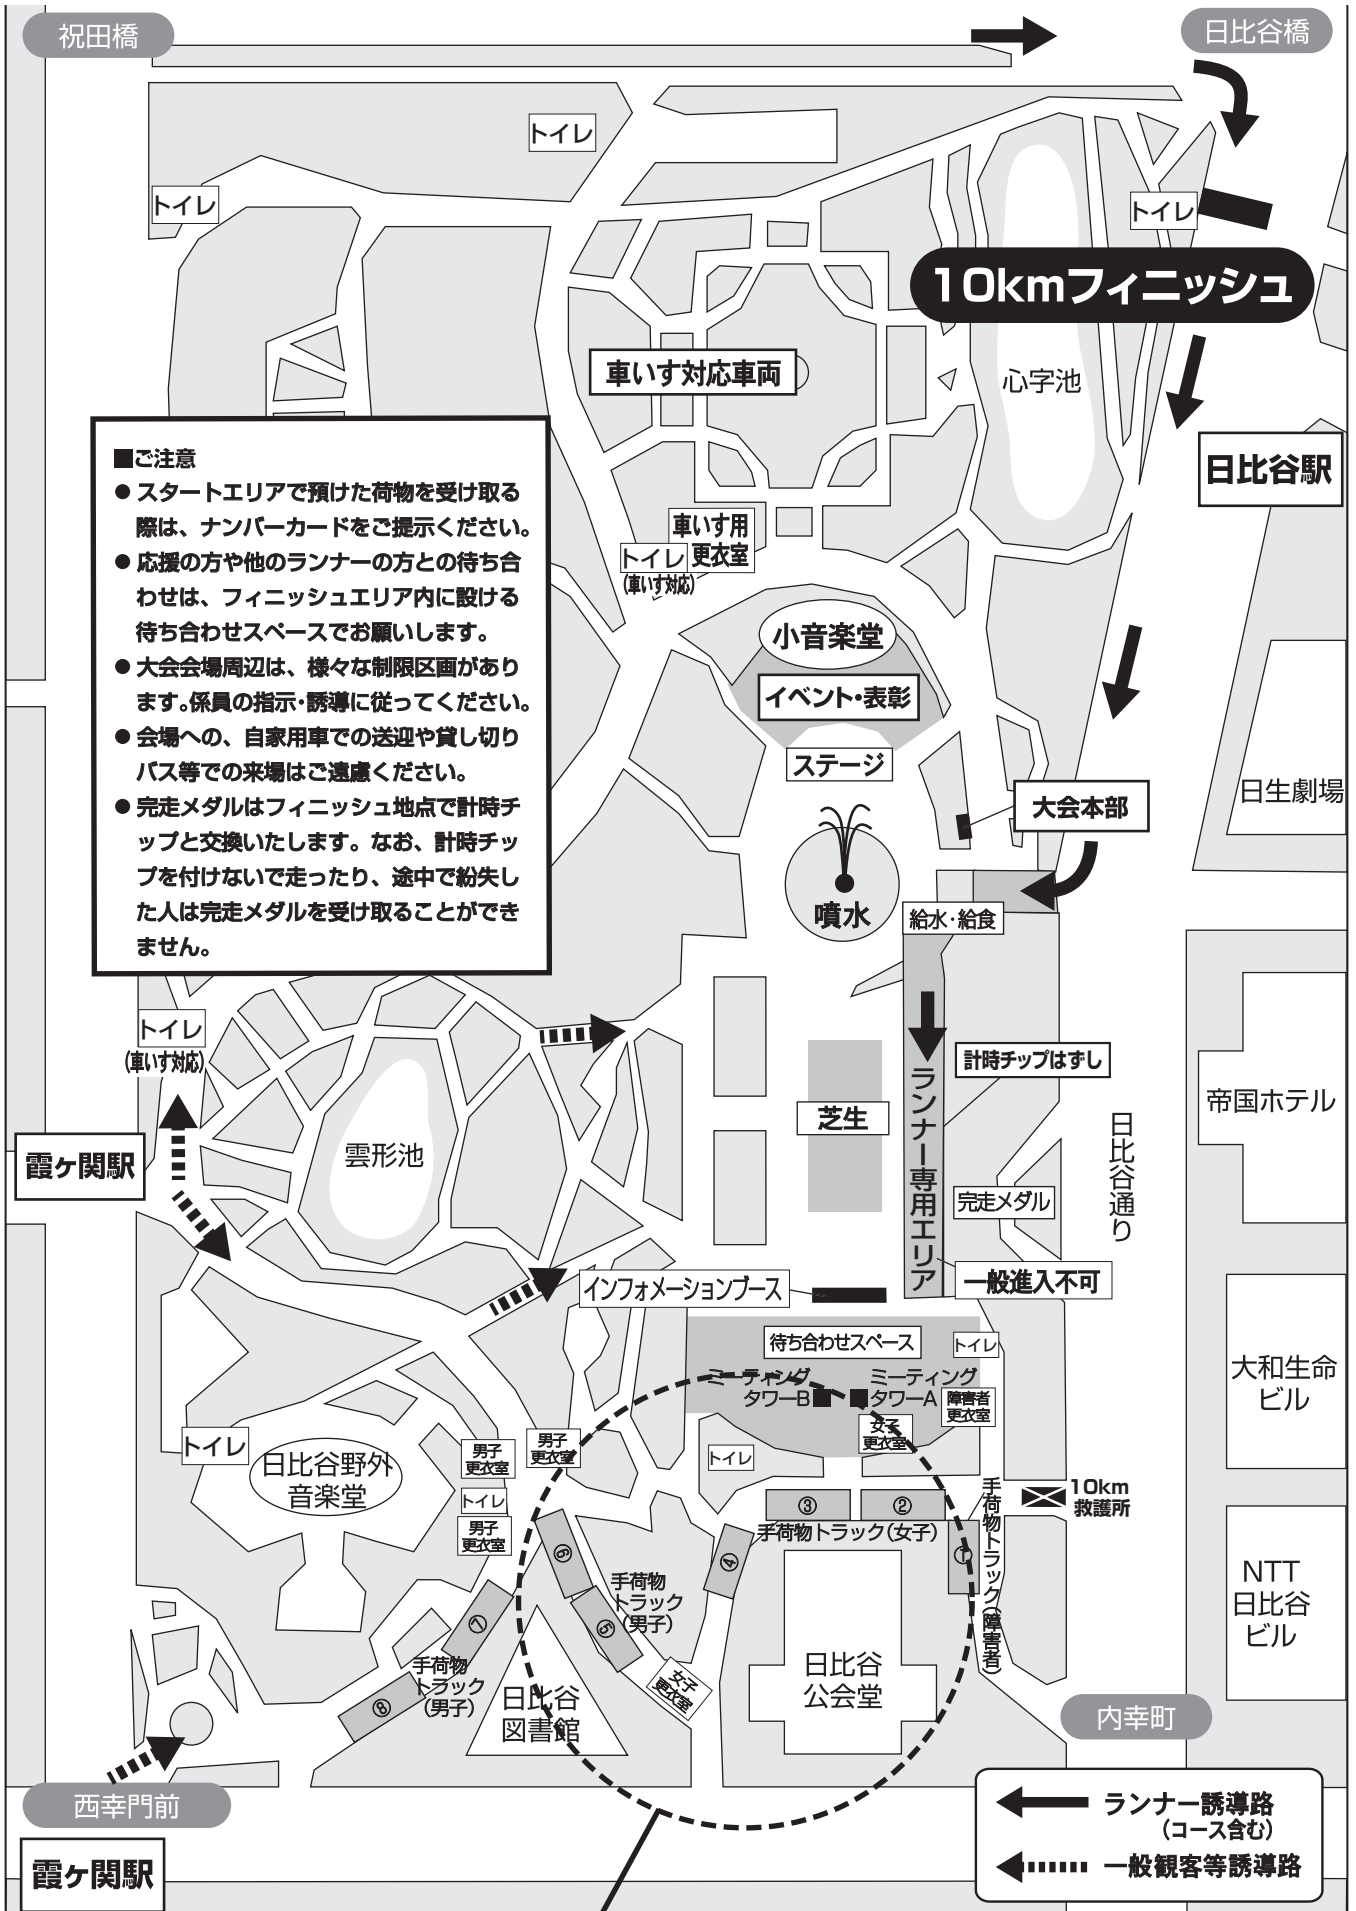 祝田橋
日比谷橋
トイレ
トイレ
トイレ
10kmフィニッシュ
車いす対応車両
心字池
日比谷駅
■ご注意
●スタートエリアで預けた荷物を受け取る
際は、ナンバーカードをご提示ください。
●応援の方や他のランナーの方との待ち合
わせは、フィニッシュエリア内に設ける
待ち合わせスペースでお願いします。
●大会会場周辺は、様々な制限区画があり
ます。係員の指示・誘導に従ってください。
●会場への、自家用車での送迎や貸し切り
バス等での来場はご遠慮ください。
●完走メダルはフィニッシュ地点で計時チ
ップと交換いたします。なお、計時チッ
プを付けないで走ったり、途中で紛失し
た人は完走メダルを受け取ることができ
ません。
車いす用
更衣室
トイレ
(車いす対応)
小音楽堂
イベント・表彰
ステージ
日生劇場
大会本部
噴水
給水・給食
トイレ
(車いす対応)
計時チップはずし
ランナー専用エリア
芝生
帝国ホテル
日比谷通り
霞ヶ関駅
雲形池
完走メダル
インフォメーションブース
一般進入不可
待ち合わせスペース
トイレ
ミーティング
タワーB
ミーティング
タワーA
障害者
更衣室
大和生命
ビル
女子
更衣室
トイレ
トイレ
日比谷野外
音楽堂
男子
更衣室
男子
更衣室
トイレ
男子
更衣室
③
②
手荷物トラック(女子)
①
手荷物トラック(障害者)
10km
救護所
④
⑥
⑤
手荷物
トラック
(男子)
⑦
⑧
手荷物
トラック
(男子)
女子
更衣室
日比谷
図書館
日比谷
公会堂
NTT
日比谷
ビル
内幸町
西幸門前
霞ヶ関駅
ランナー誘導路
(コース含む)
一般観客等誘導路